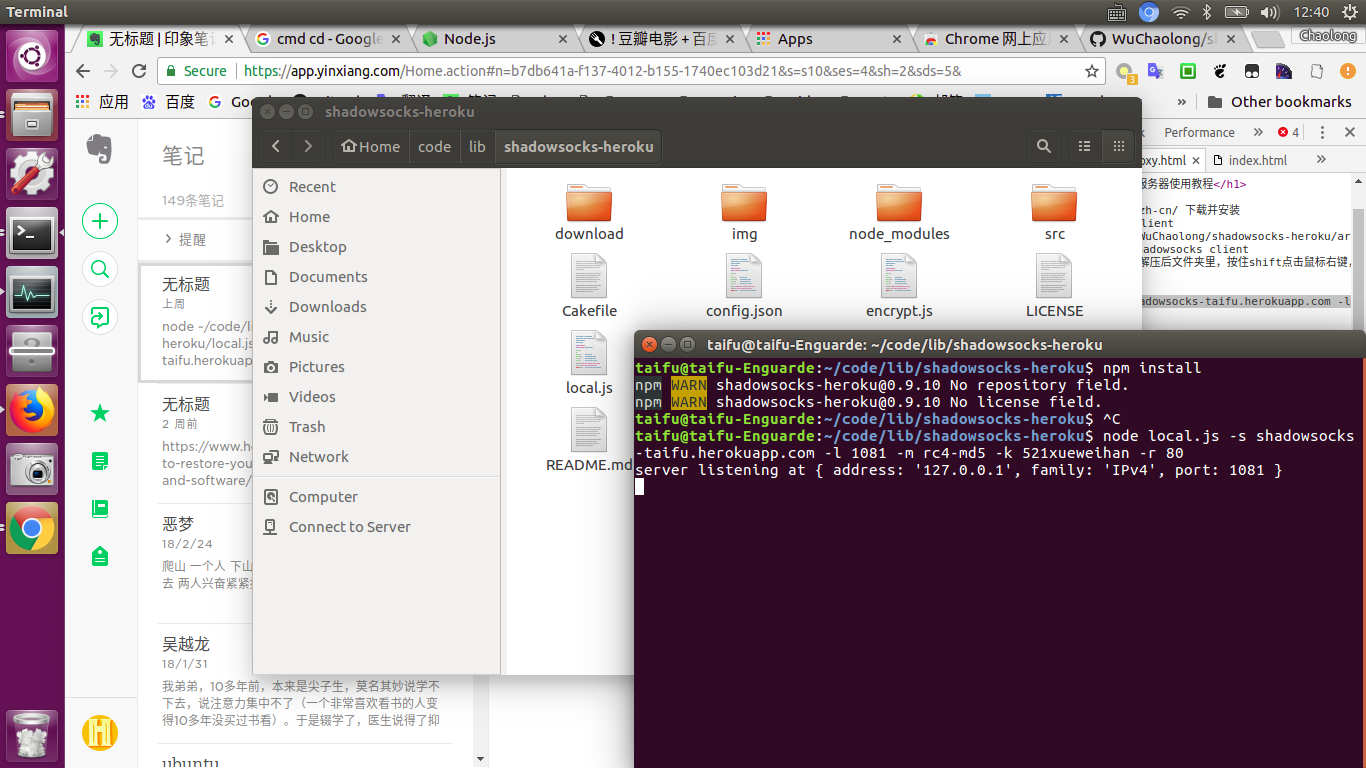 Terminal
12:40
无标题 | 印象笔记
cmd cd - Google
Node.js
! 豆瓣电影 + 百度
Apps
Chrome 网上应
WuChaolong/s
Chaolong
Secure
https://app.yinxiang.com/Home.action#n=b7db641a-f137-4012-b155-1740ec103d21&s=s10&ses=4&sh=2&sds=5&
3
应用
百度
Goo
»
Other bookmarks
shadowsocks-heroku
Home
code
lib
shadowsocks-heroku
Performance
»
4
oxy.html
index.html
»
服务器使用教程</h1>
zh-cn/ 下载并安装
lient
WuChaolong/shadowsocks-heroku/ar
hadowsocks client
解压后文件夹里，按住shift点击鼠标右键，
adowsocks-taifu.herokuapp.com -l
笔记
149条笔记
提醒
无标题
上周
node ~/code/li
heroku/local.js
taifu.herokuap
无标题
2 周前
https://www.h
to-restore-you
and-software/
恶梦
18/2/24
爬山 一个人 下山
去 两人兴奋紧紧
吴越龙
18/1/31
我弟弟，10多年前，本来是尖子生，莫名其妙说学不
下去，说注意力集中不了（一个非常喜欢看书的人变
得10多年没买过书看）。于是辍学了，医生说得了抑
ubuntu
Recent
Home
Desktop
Documents
Downloads
Music
Pictures
Videos
Trash
Network
Computer
Connect to Server
download
img
node_modules
src
Cakefile
config.json
encrypt.js
LICENSE
local.js
README.md
taifu@taifu-Enguarde: ~/code/lib/shadowsocks-heroku
taifu@taifu-Enguarde:~/code/lib/shadowsocks-heroku$ npm install
npm WARN shadowsocks-heroku@0.9.10 No repository field.
npm WARN shadowsocks-heroku@0.9.10 No license field.
taifu@taifu-Enguarde:~/code/lib/shadowsocks-heroku$ ^C
taifu@taifu-Enguarde:~/code/lib/shadowsocks-heroku$ node local.js -s shadowsocks
-taifu.herokuapp.com -l 1081 -m rc4-md5 -k 521xueweihan -r 80
server listening at { address: '127.0.0.1', family: 'IPv4', port: 1081 }